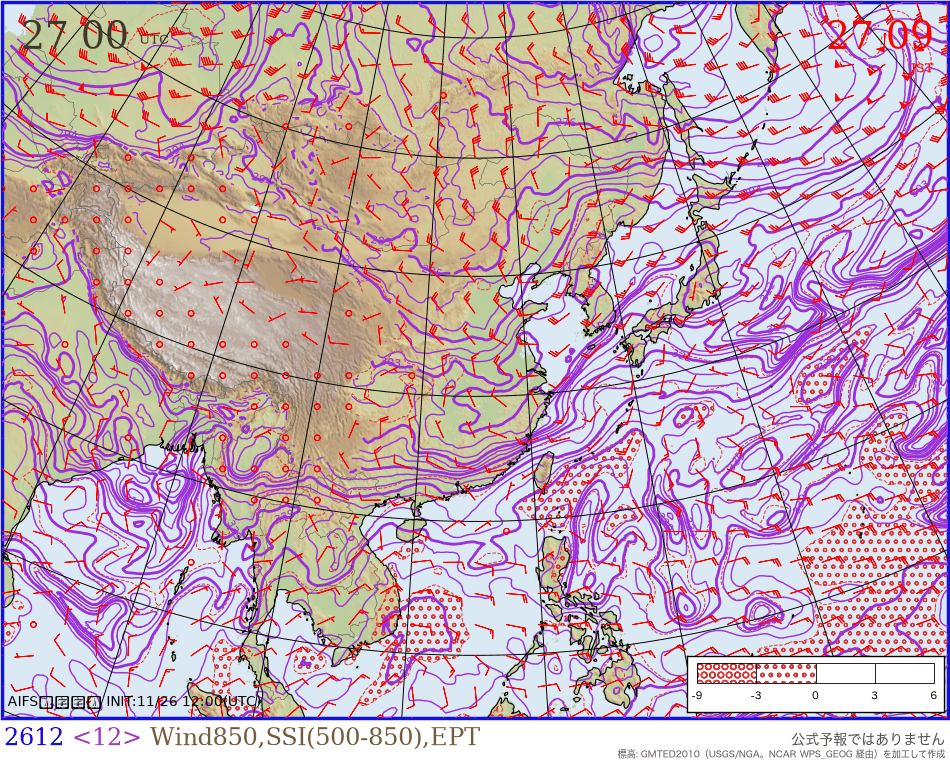 27 00 UTC
27 09
JST
AIFS□□□□ INIT:11/26 12:00(UTC)
-9 -3 0 3 6
2612 <12> Wind850,SSI(500-850),EPT
公式予報ではありません
標高: GMTED2010（USGS/NGA。NCAR WPS_GEOG 経由）を加工して作成